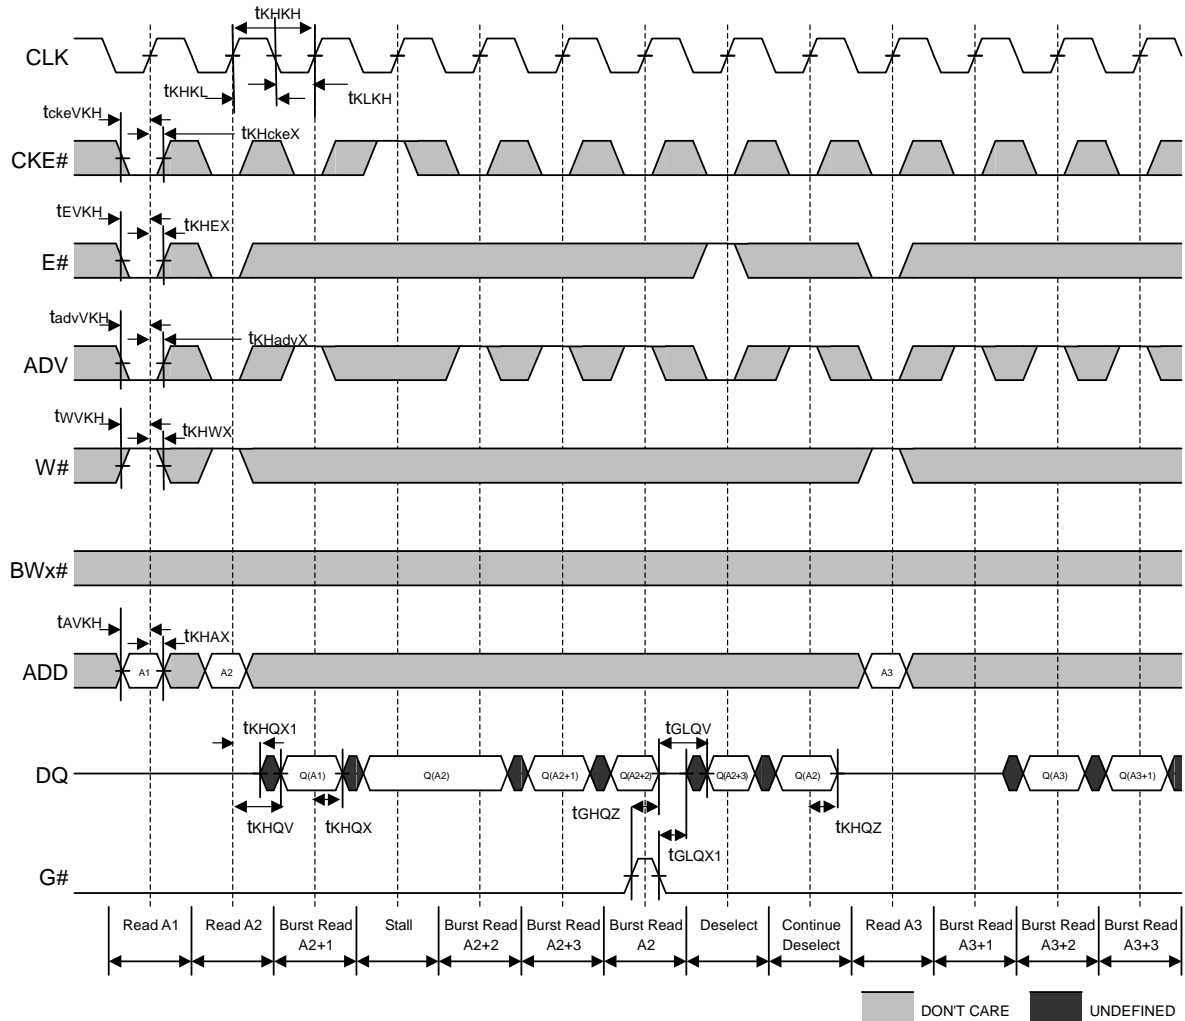 tKHKH
CLK
tKHKL
tKLKH
tckeVKH
tKHckeX
CKE#
tEVKH
tKHEX
E#
tadvVKH
tKHadvX
ADV
tWVKH
tKHWX
W#
BWx#
tAVKH
tKHAX
ADD
A1
A2
A3
tKHQX1
tGLQV
DQ
Q(A1)
Q(A2)
Q(A2+1)
Q(A2+2)
Q(A2+3)
Q(A2)
Q(A3)
Q(A3+1)
tKHQV
tKHQX
tGHQZ
tKHQZ
tGLQX1
G#
Read A1
Read A2
Burst Read
A2+1
Stall
Burst Read
A2+2
Burst Read
A2+3
Burst Read
A2
Deselect
Continue
Deselect
Read A3
Burst Read
A3+1
Burst Read
A3+2
Burst Read
A3+3
DON'T CARE
UNDEFINED